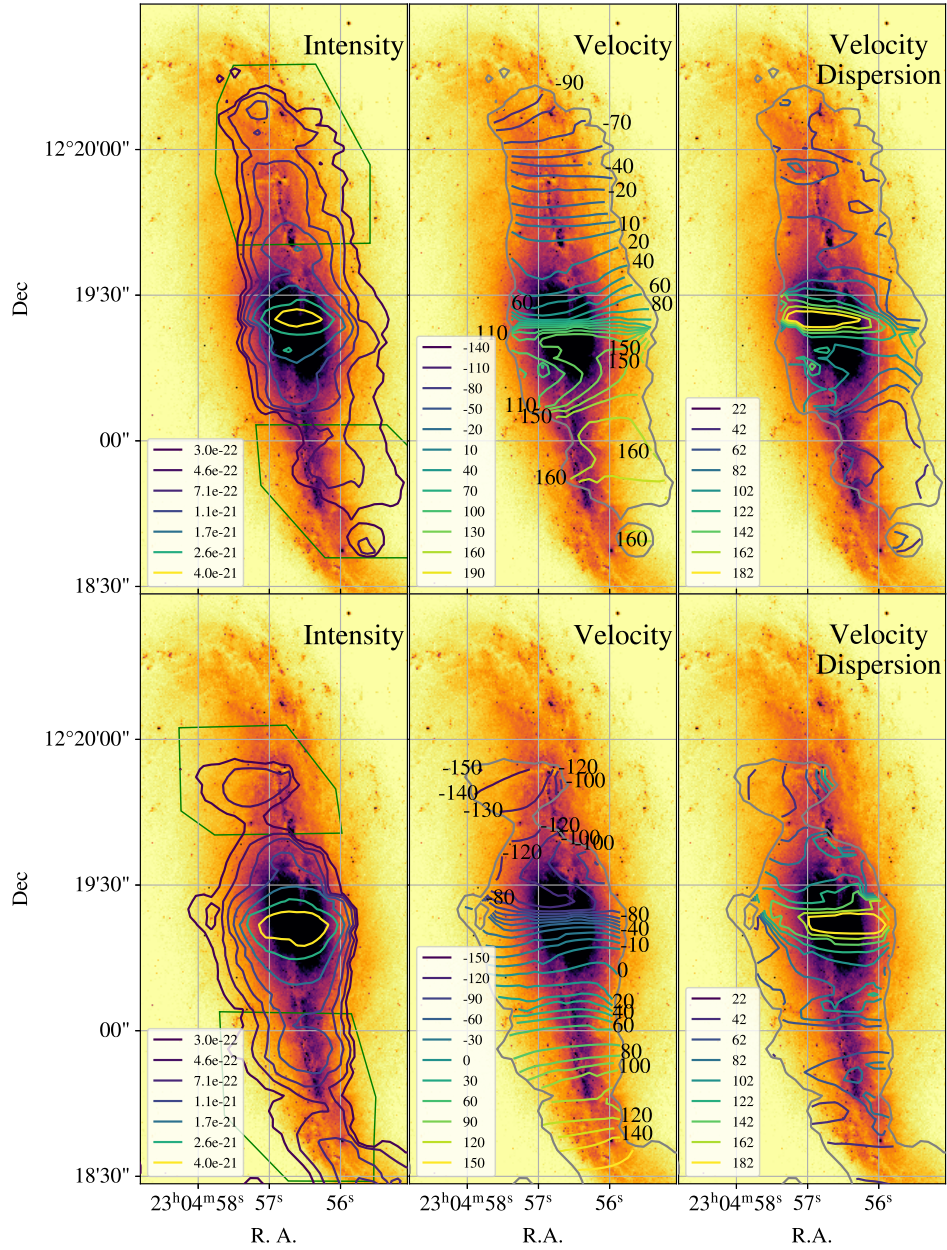 Intensity
Velocity
Velocity
Dispersion
12°20'00"
19'30"
00"
18'30"
Dec
3.0e-22
4.6e-22
7.1e-22
1.1e-21
1.7e-21
2.6e-21
4.0e-21
-90
-70
-40
-20
10
20
40
60
80
60
110
150
150
110
150
160
160
160
-140
-110
-80
-50
-20
10
40
70
100
130
160
190
22
42
62
82
102
122
142
162
182
Intensity
Velocity
Velocity
Dispersion
12°20'00"
19'30"
00"
18'30"
Dec
3.0e-22
4.6e-22
7.1e-22
1.1e-21
1.7e-21
2.6e-21
4.0e-21
-150
-120
-100
-140
-130
-120
-100
-100
-120
-80
-80
-40
-10
0
20
40
60
80
100
120
140
-150
-120
-90
-60
-30
0
30
60
90
120
150
22
42
62
82
102
122
142
162
182
23ʰ04ᵐ58ˢ 57ˢ 56ˢ
23ʰ04ᵐ58ˢ 57ˢ 56ˢ
23ʰ04ᵐ58ˢ 57ˢ 56ˢ
R. A.
R.A.
R.A.